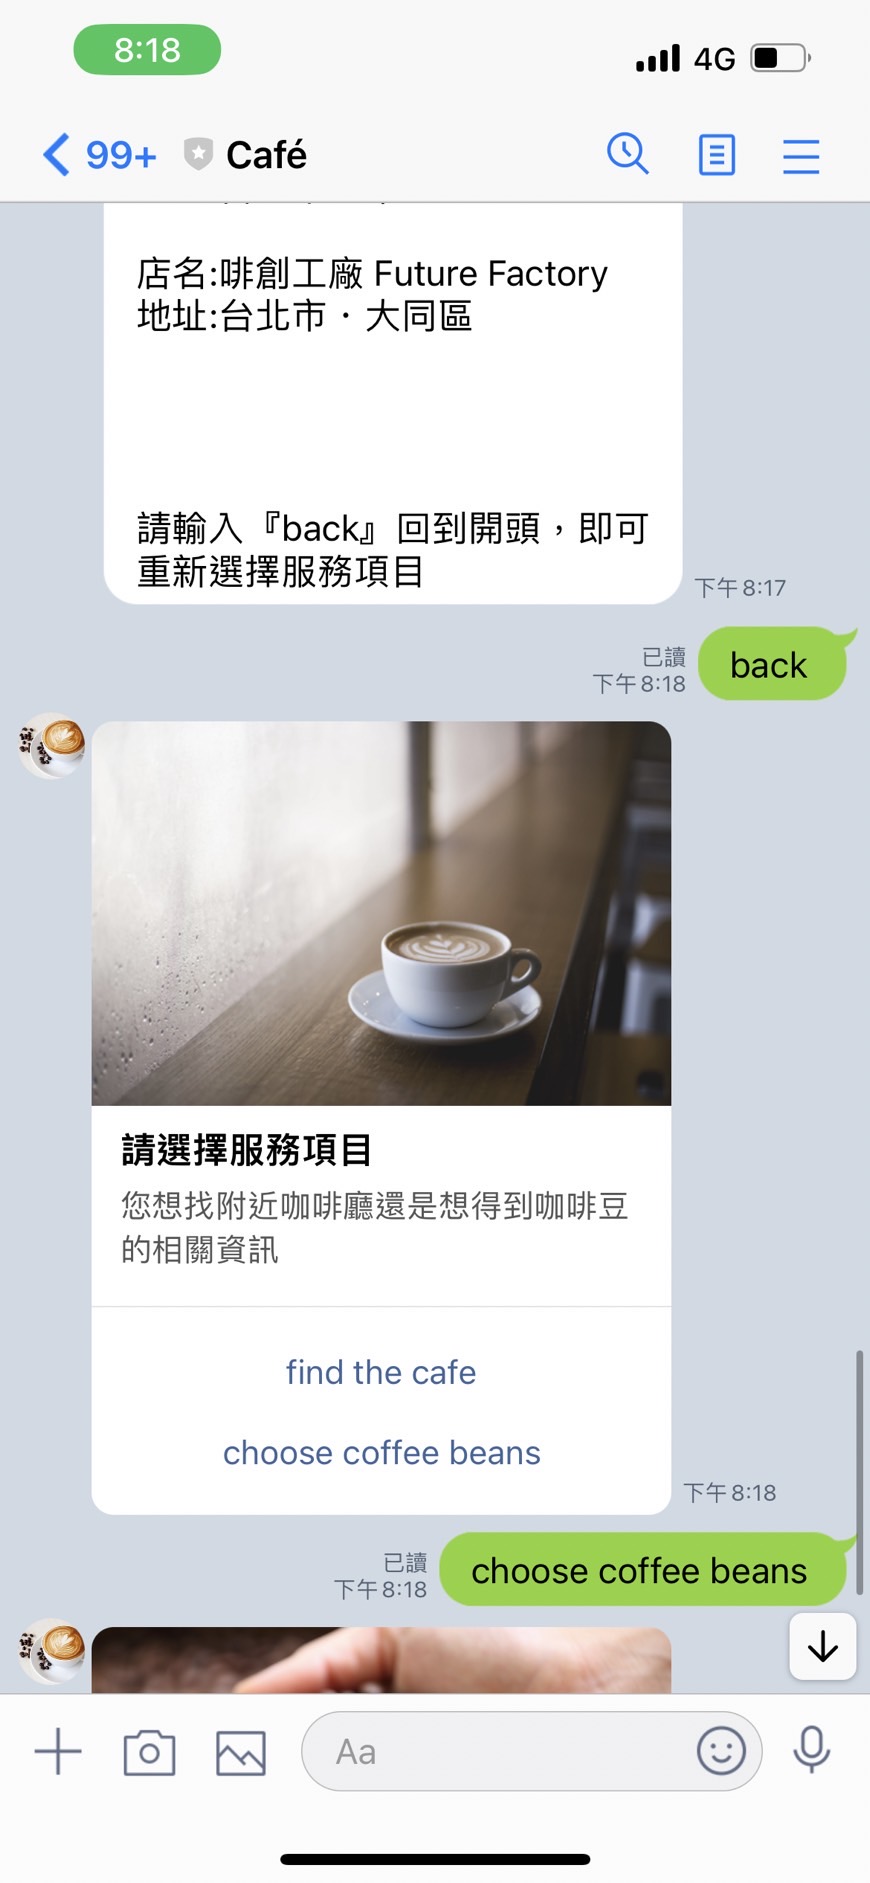 8:18
4G
99+
Café
店名:啡創工廠 Future Factory
地址:台北市・大同區
請輸入『back』回到開頭，即可
重新選擇服務項目
下午8:17
back
已讀
下午8:18
請選擇服務項目
您想找附近咖啡廳還是想得到咖啡豆
的相關資訊
find the cafe
choose coffee beans
下午8:18
choose coffee beans
已讀
下午8:18
Aa